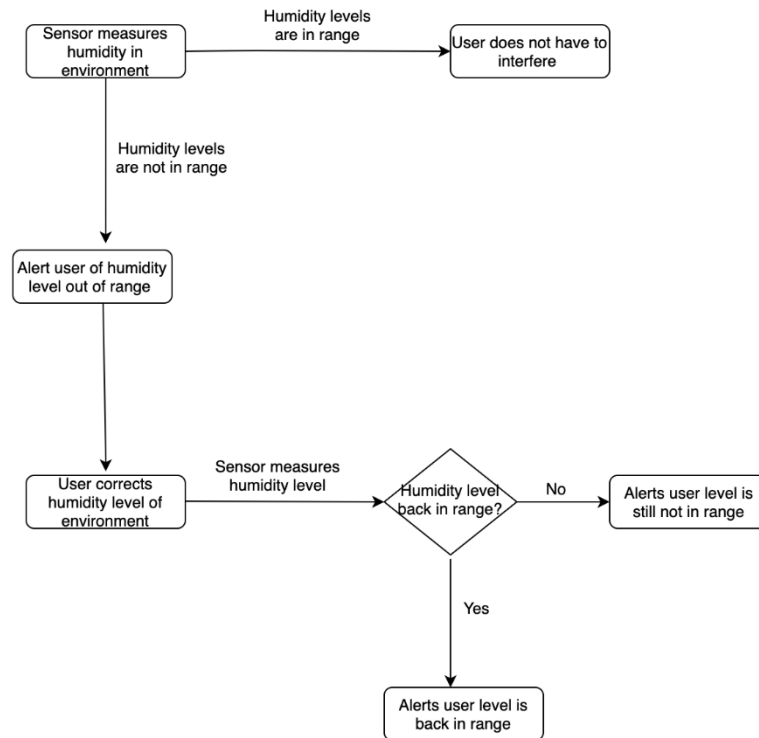 Sensor measures
humidity in
environment
Humidity levels
are in range
User does not have to
interfere
Humidity levels
are not in range
Alert user of humidity
level out of range
User corrects
humidity level of
environment
Sensor measures
humidity level
Humidity level
back in range?
No
Alerts user level is
still not in range
Yes
Alerts user level is
back in range